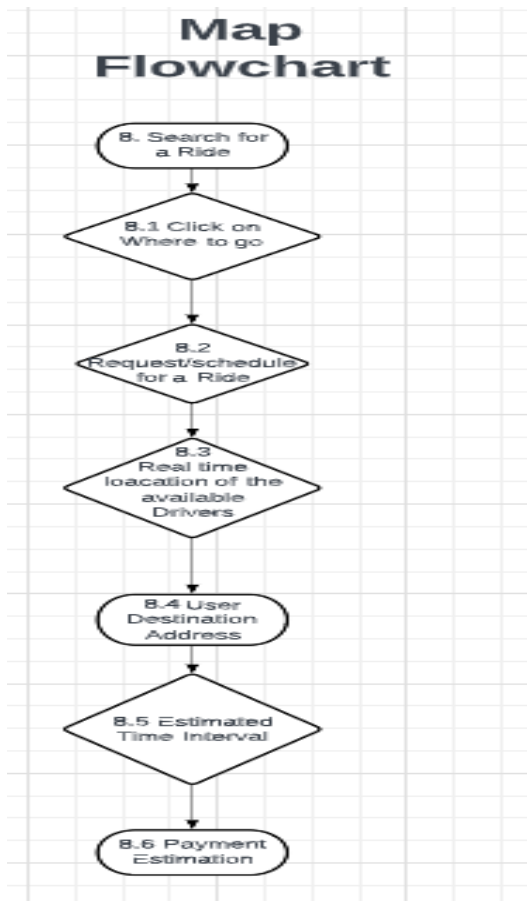 Map
Flowchart
8. Search for
a Ride
8.1 Click on
Where to go
8.2
Request/schedule
for a Ride
8.3
Real time
loacation of the
available
Drivers
8.4 User
Destination
Address
8.5 Estimated
Time Interval
8.6 Payment
Estimation